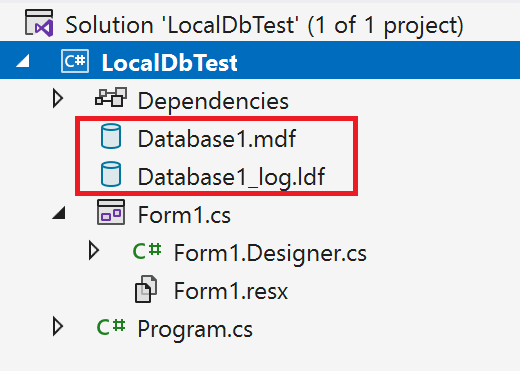 Solution 'LocalDbTest' (1 of 1 project)
C# LocalDbTest
Dependencies
Database1.mdf
Database1_log.ldf
Form1.cs
C# Form1.Designer.cs
Form1.resx
C# Program.cs